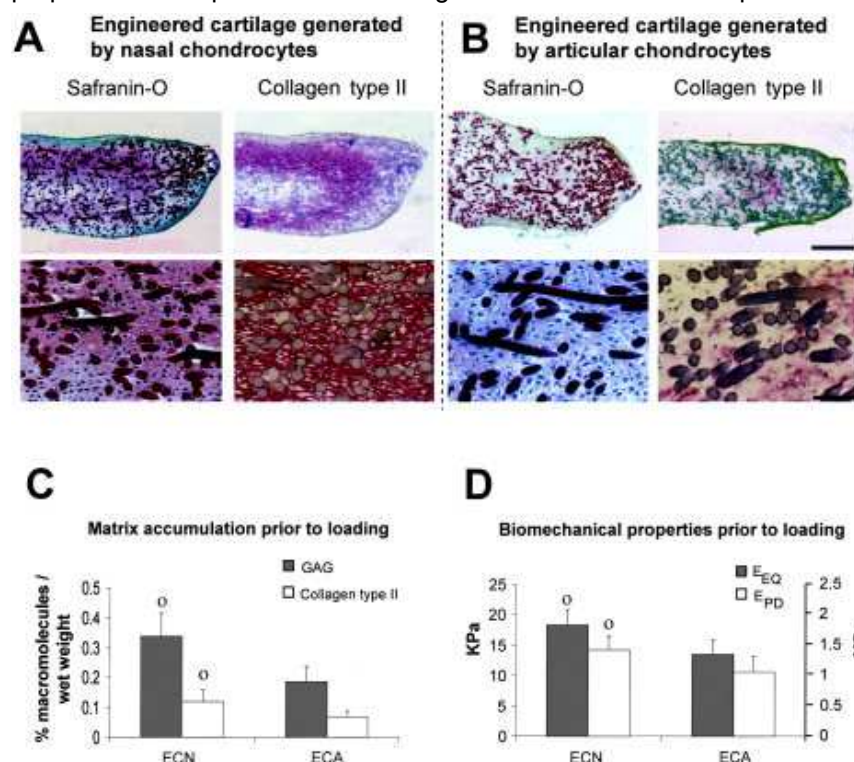 A
Engineered cartilage generated
by nasal chondrocytes
Safranin-O
Collagen type II
B
Engineered cartilage generated
by articular chondrocytes
Safranin-O
Collagen type II
C
Matrix accumulation prior to loading
GAG
Collagen type II
% macromolecules /
wet weight
0.5
0.4
0.3
0.2
0.1
0
o
o
ECN
ECA
D
Biomechanical properties prior to loading
E EQ
E PD
KPa
25
20
15
10
5
0
o
o
2.5
2
1.5
1
0.5
0
ECN
ECA